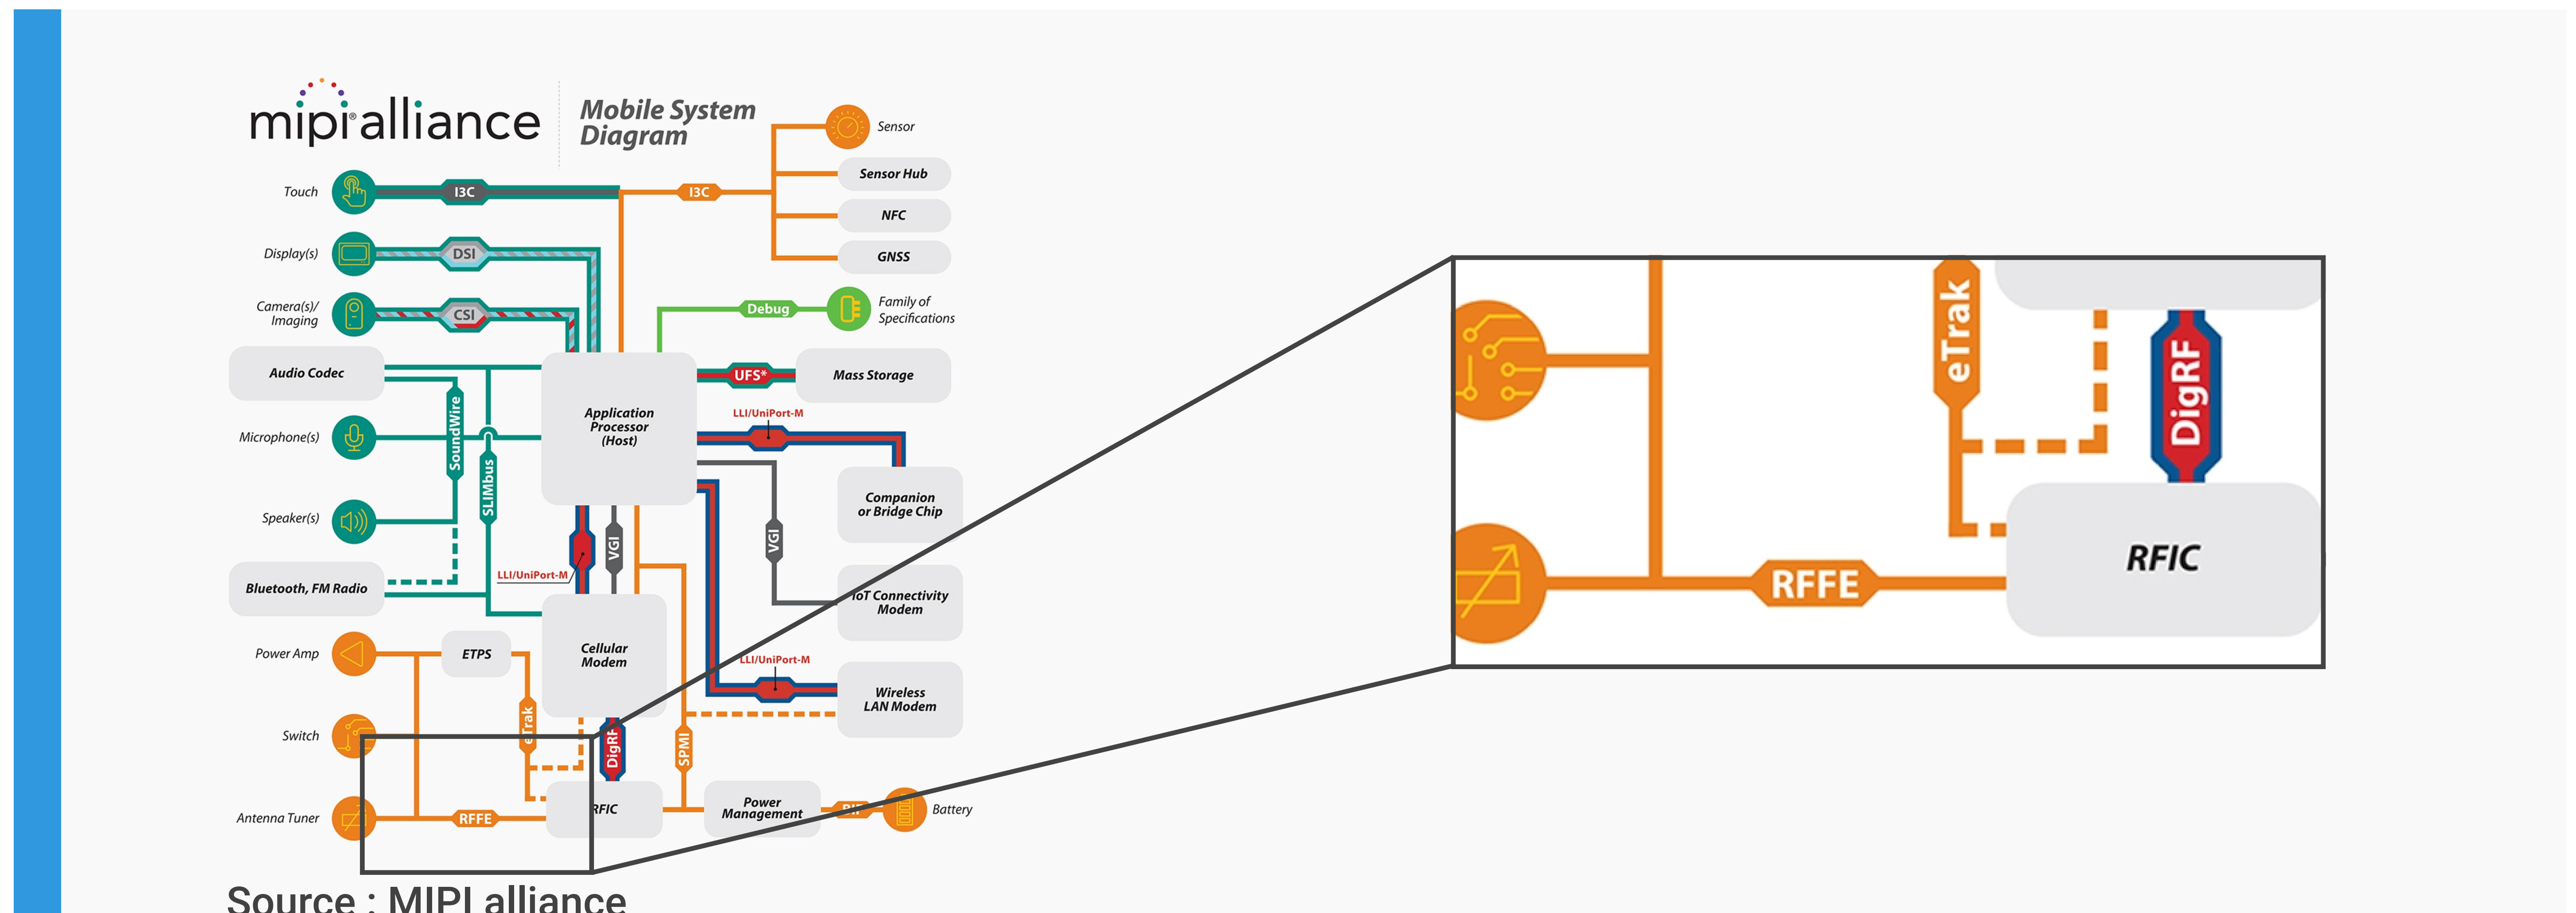 mipi® alliance
Mobile System
Diagram
Sensor
Sensor Hub
NFC
GNSS
Touch
I3C
I3C
Display(s)
DSI
Camera(s)/
Imaging
CSI
Debug
Family of
Specifications
Audio Codec
UFS*
Mass Storage
Application
Processor
(Host)
LLI/UniPort-M
Microphone(s)
SoundWire
SLIMbus
Speaker(s)
Companion
or Bridge Chip
VGI
VGI
LLI/UniPort-M
Bluetooth, FM Radio
IoT Connectivity
Modem
Power Amp
ETPS
Cellular
Modem
LLI/UniPort-M
Wireless
LAN Modem
Switch
eTrak
DigRF
SPMI
Antenna Tuner
RFFE
RFIC
Power
Management
BIF
Battery
eTrak
DigRF
RFIC
RFFE
Source : MIPI alliance